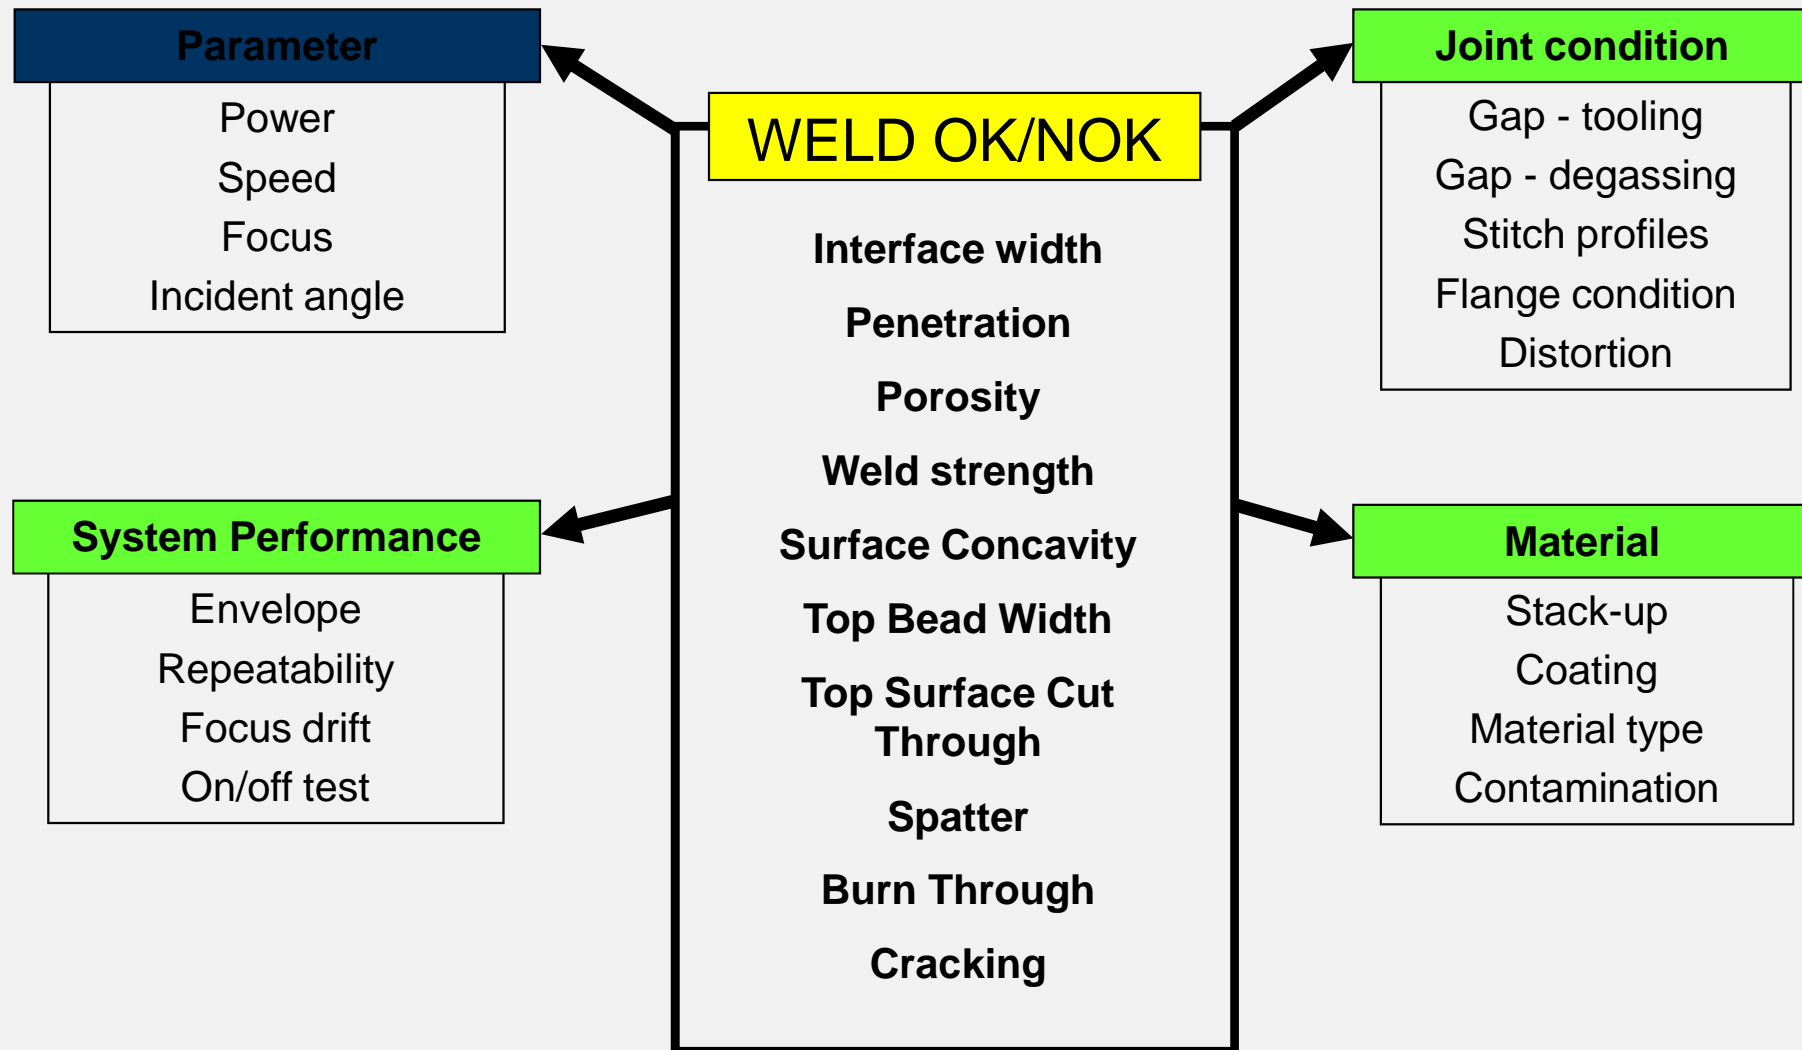 Parameter
Power
Speed
Focus
Incident angle
System Performance
Envelope
Repeatability
Focus drift
On/off test
WELD OK/NOK
Interface width
Penetration
Porosity
Weld strength
Surface Concavity
Top Bead Width
Top Surface Cut
Through
Spatter
Burn Through
Cracking
Joint condition
Gap - tooling
Gap - degassing
Stitch profiles
Flange condition
Distortion
Material
Stack-up
Coating
Material type
Contamination